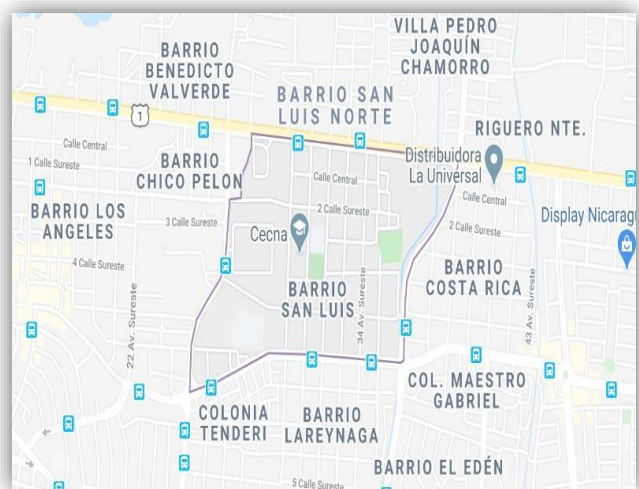 VILLA PEDRO
JOAQUÍN
CHAMORRO
BARRIO
BENEDICTO
VALVERDE
BARRIO SAN
LUIS NORTE
1
RIGUERO NTE.
Calle Central
1 Calle Sureste
BARRIO
CHICO PELON
Distribuidora
La Universal
Calle Central
Calle Central
BARRIO LOS
ANGELES
3 Calle Sureste
2 Calle Sureste
Cecna
2 Calle Sureste
Display Nicarag
4 Calle Sureste
BARRIO
COSTA RICA
BARRIO
SAN LUIS
22 Av. Sureste
34 Av. Sureste
43 Av. Sureste
COL. MAESTRO
GABRIEL
COLONIA
TENDERI
BARRIO
LAREYNAGA
BARRIO EL EDÉN
5 Calle Sureste